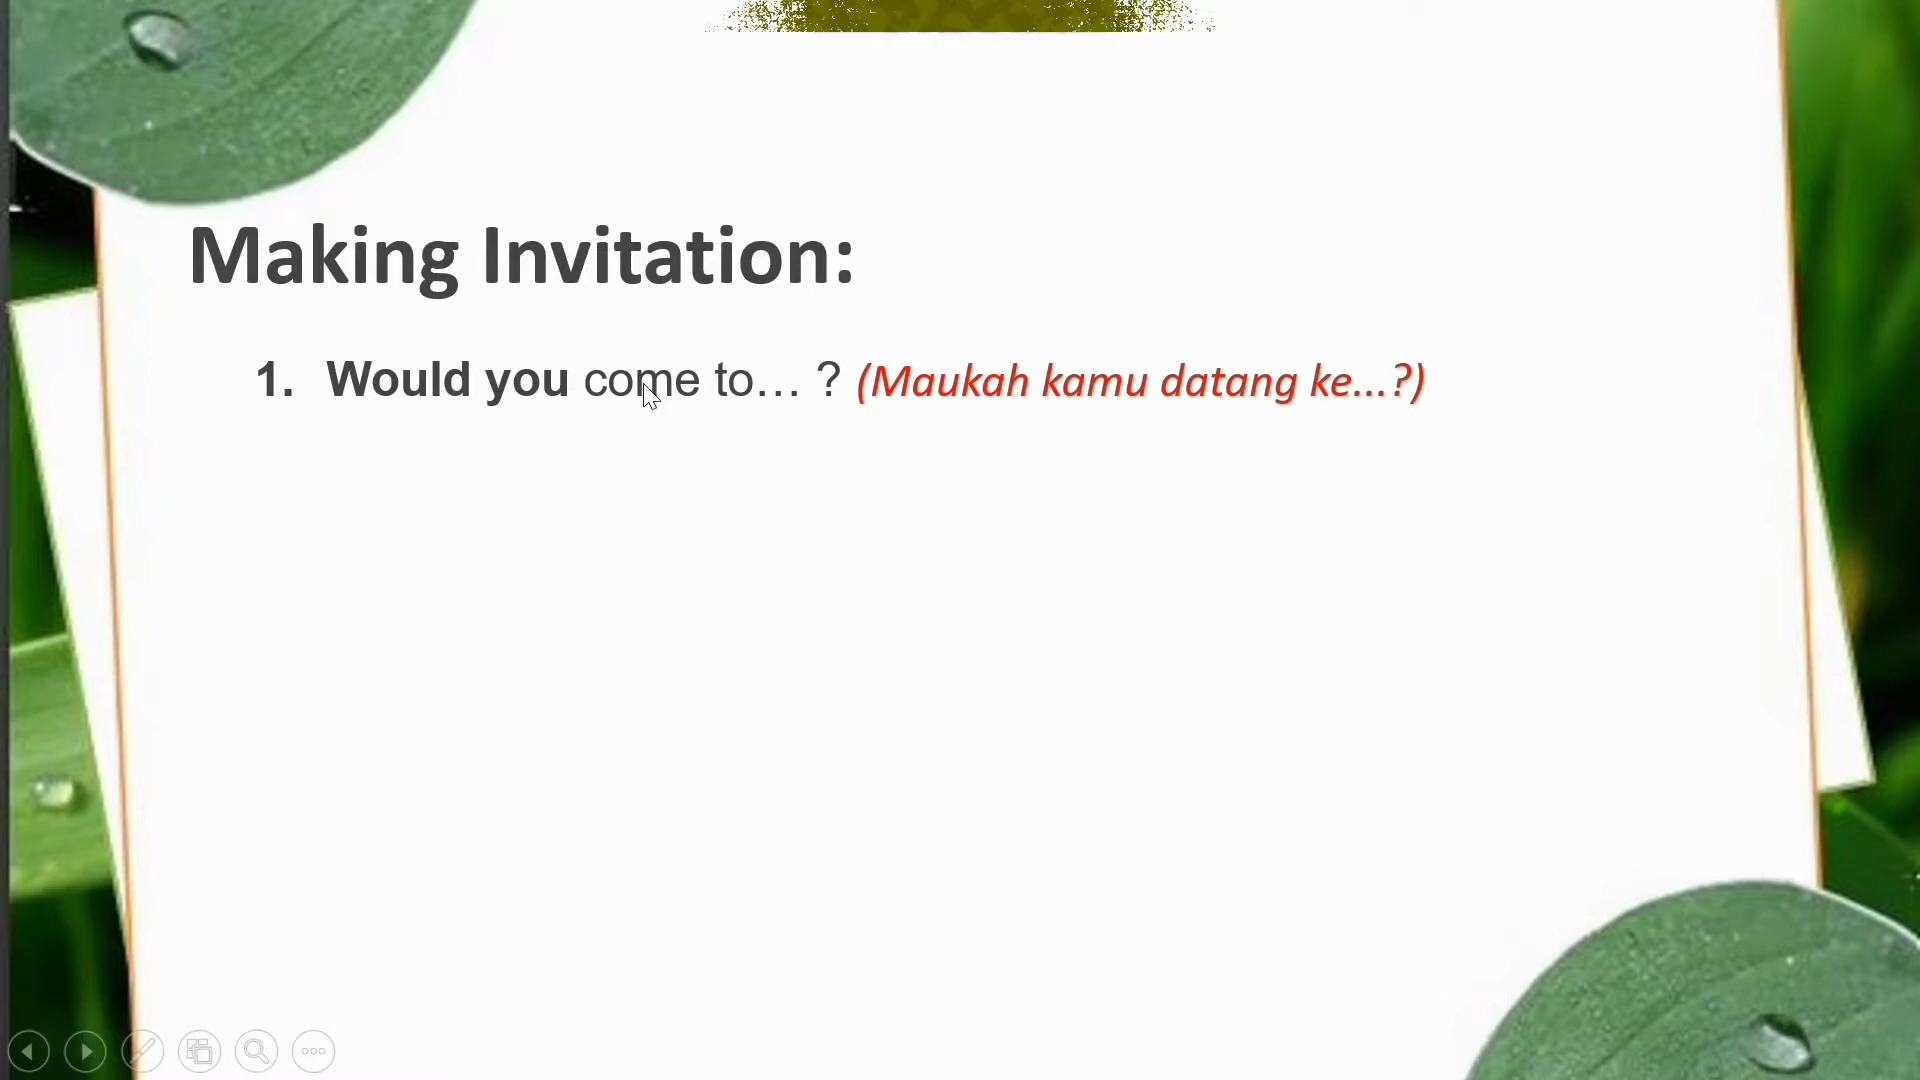 Making Invitation:
1. Would you come to… ? (Maukah kamu datang ke...?)